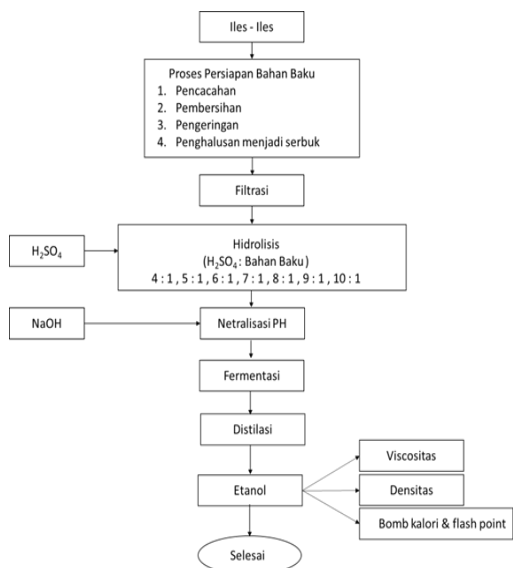 Iles - Iles
Proses Persiapan Bahan Baku
1. Pencacahan
2. Pembersihan
3. Pengeringan
4. Penghalusan menjadi serbuk
Filtrasi
H₂SO₄
Hidrolisis
(H₂SO₄ : Bahan Baku )
4 : 1 , 5 : 1 , 6 : 1 , 7 : 1 , 8 : 1 , 9 : 1 , 10 : 1
NaOH
Netralisasi PH
Fermentasi
Distilasi
Etanol
Viscositas
Densitas
Bomb kalori & flash point
Selesai